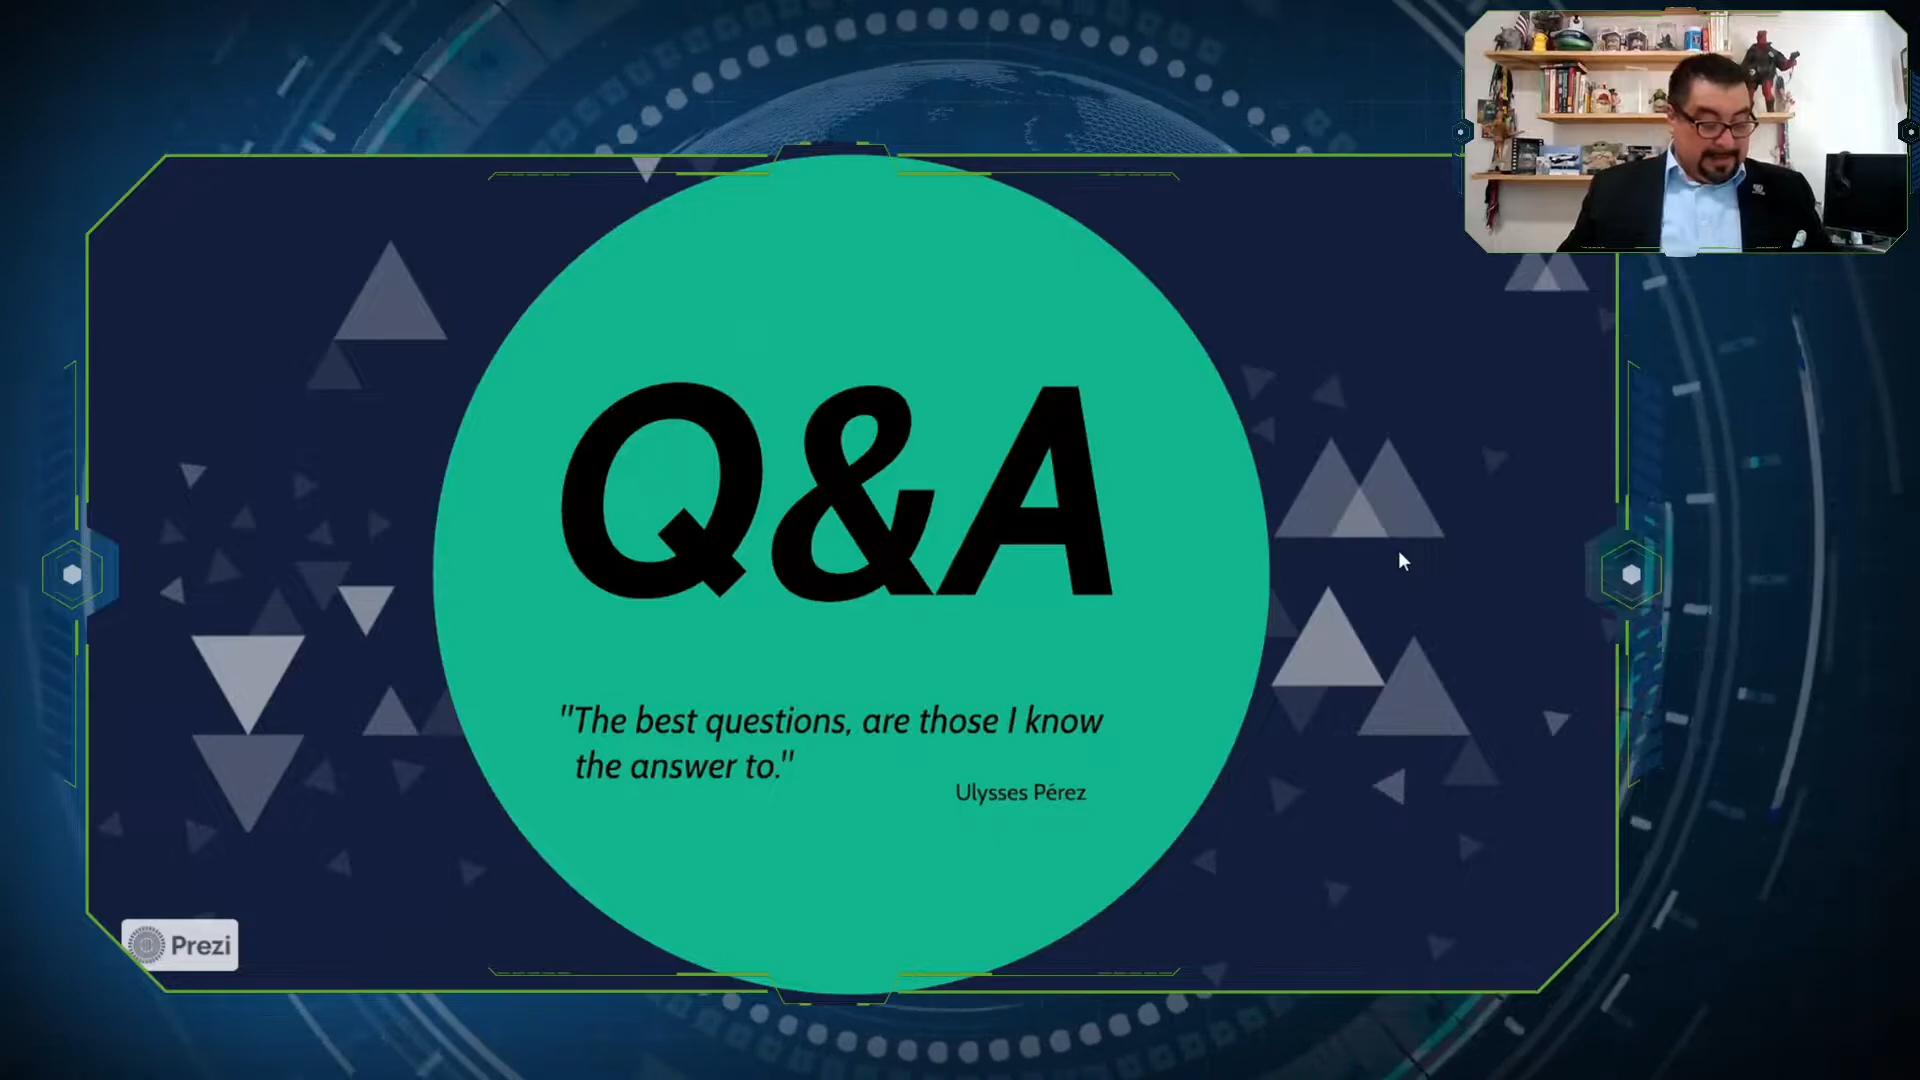 Q&A
"The best questions, are those I know
the answer to."
Ulysses Pérez
Prezi